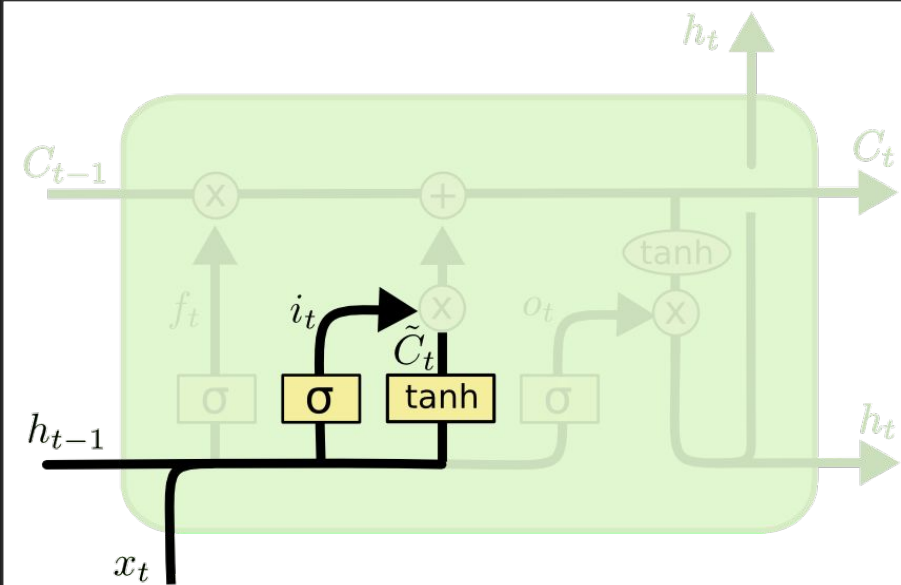 h_t
C_{t-1}
C_t
x
+
tanh
f_t
i_t
x
o_t
x
C̃_t
σ
σ
tanh
σ
h_{t-1}
h_t
x_t